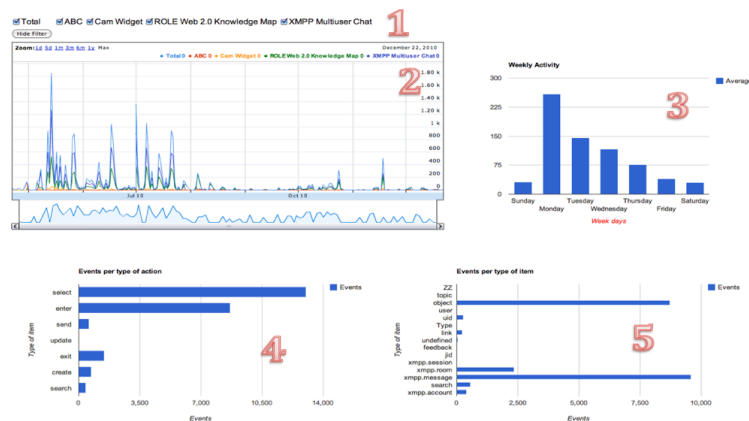 Total ABC Cam Widget ROLE Web 2.0 Knowledge Map XMPP Multiuser Chat
1
Hide Filter
Zoom: 1d 5d 1m 3m 6m 1y Max
December 22, 2010
Total 0 ABC 0 Cam Widget 0 ROLE Web 2.0 Knowledge Map 0 XMPP Multiuser Chat 0
2
1.80 k
1.60 k
1.40 k
1.20 k
1 k
800
600
400
200
0
Jul 10
Oct 10
Weekly Activity
3
Average
300
225
150
75
0
Sunday
Monday
Tuesday
Wednesday
Thursday
Friday
Saturday
Week days
Events per type of action
Events
Type of item
select
enter
send
update
exit
create
search
4
0
3,500
7,000
10,500
14,000
Events
Events per type of item
Events
Type of item
ZZ
topic
object
user
uid
Type
link
undefined
feedback
jid
xmpp.session
xmpp.room
xmpp.message
search
xmpp.account
5
0
2,500
5,000
7,500
10,000
Events